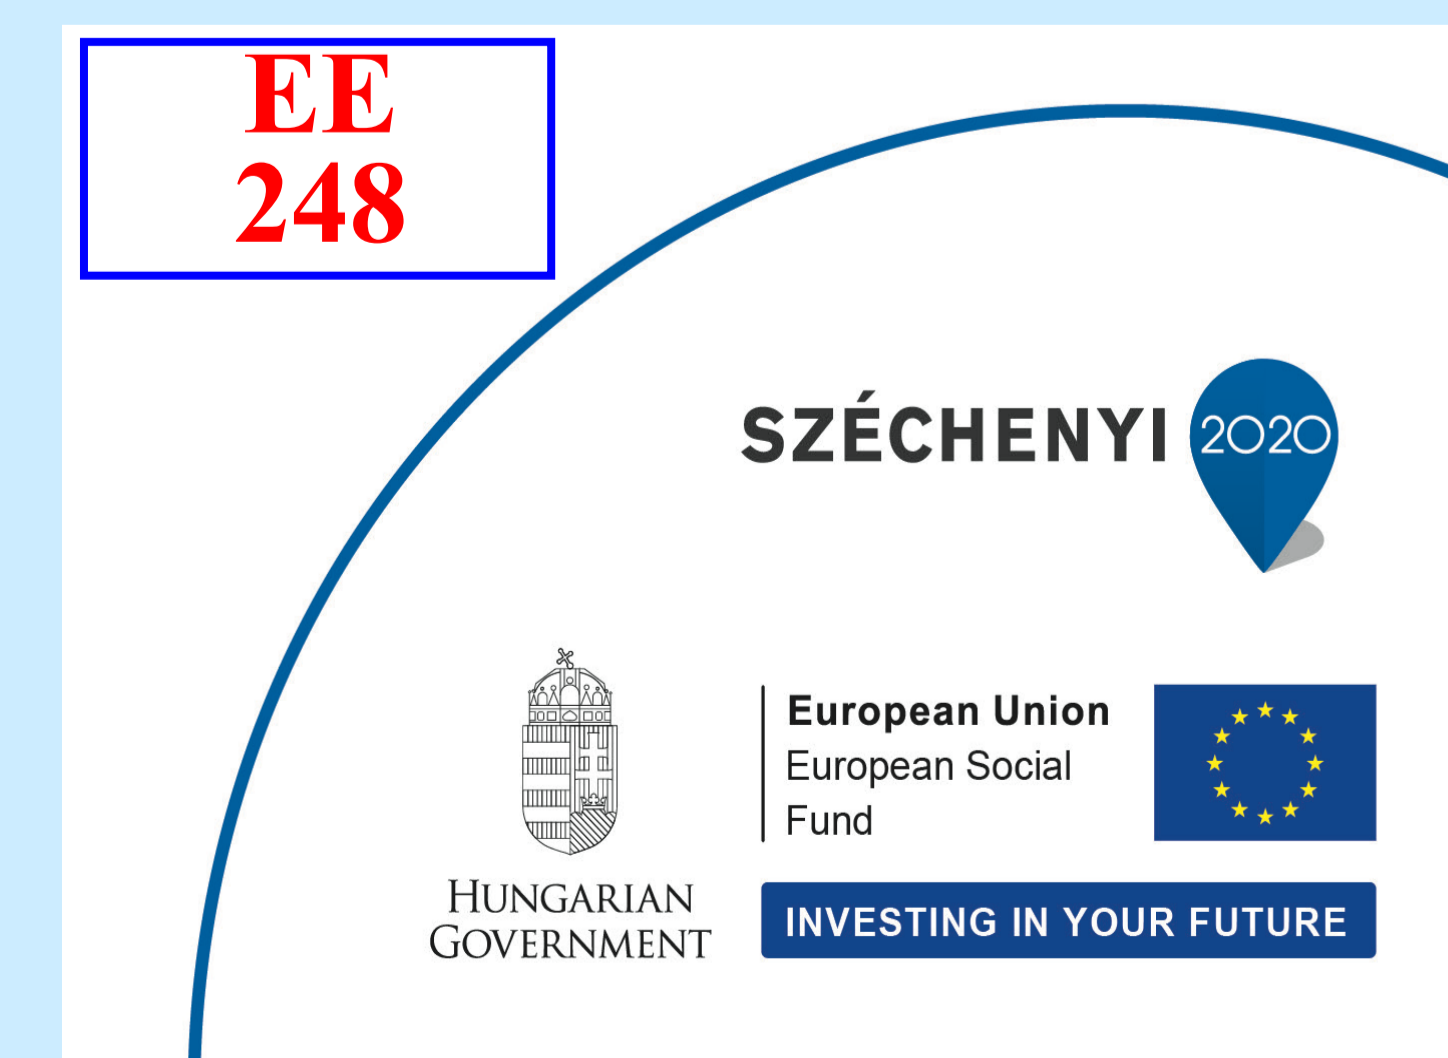 EE
248
SZÉCHENYI 2020
European Union
European Social
Fund
HUNGARIAN
GOVERNMENT
INVESTING IN YOUR FUTURE